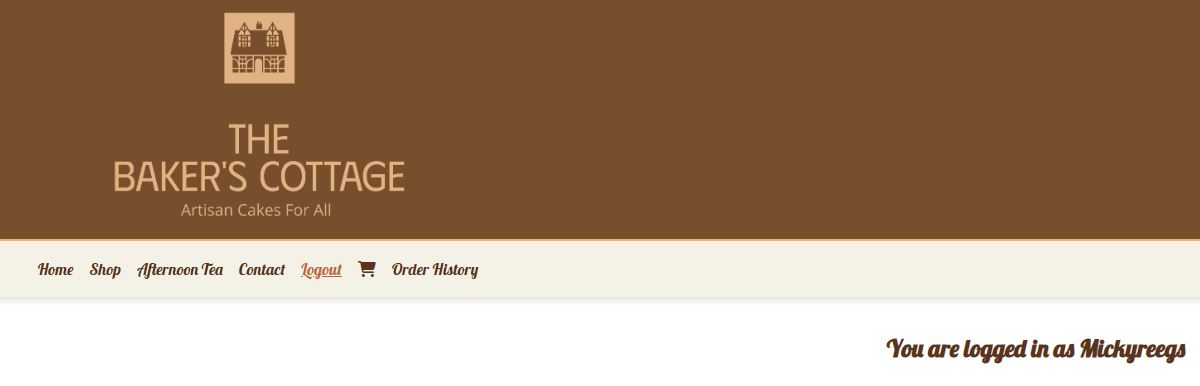 THE
BAKER'S COTTAGE
Artisan Cakes For All
Home Shop Afternoon Tea Contact Logout Order History
You are logged in as Mickyreegs